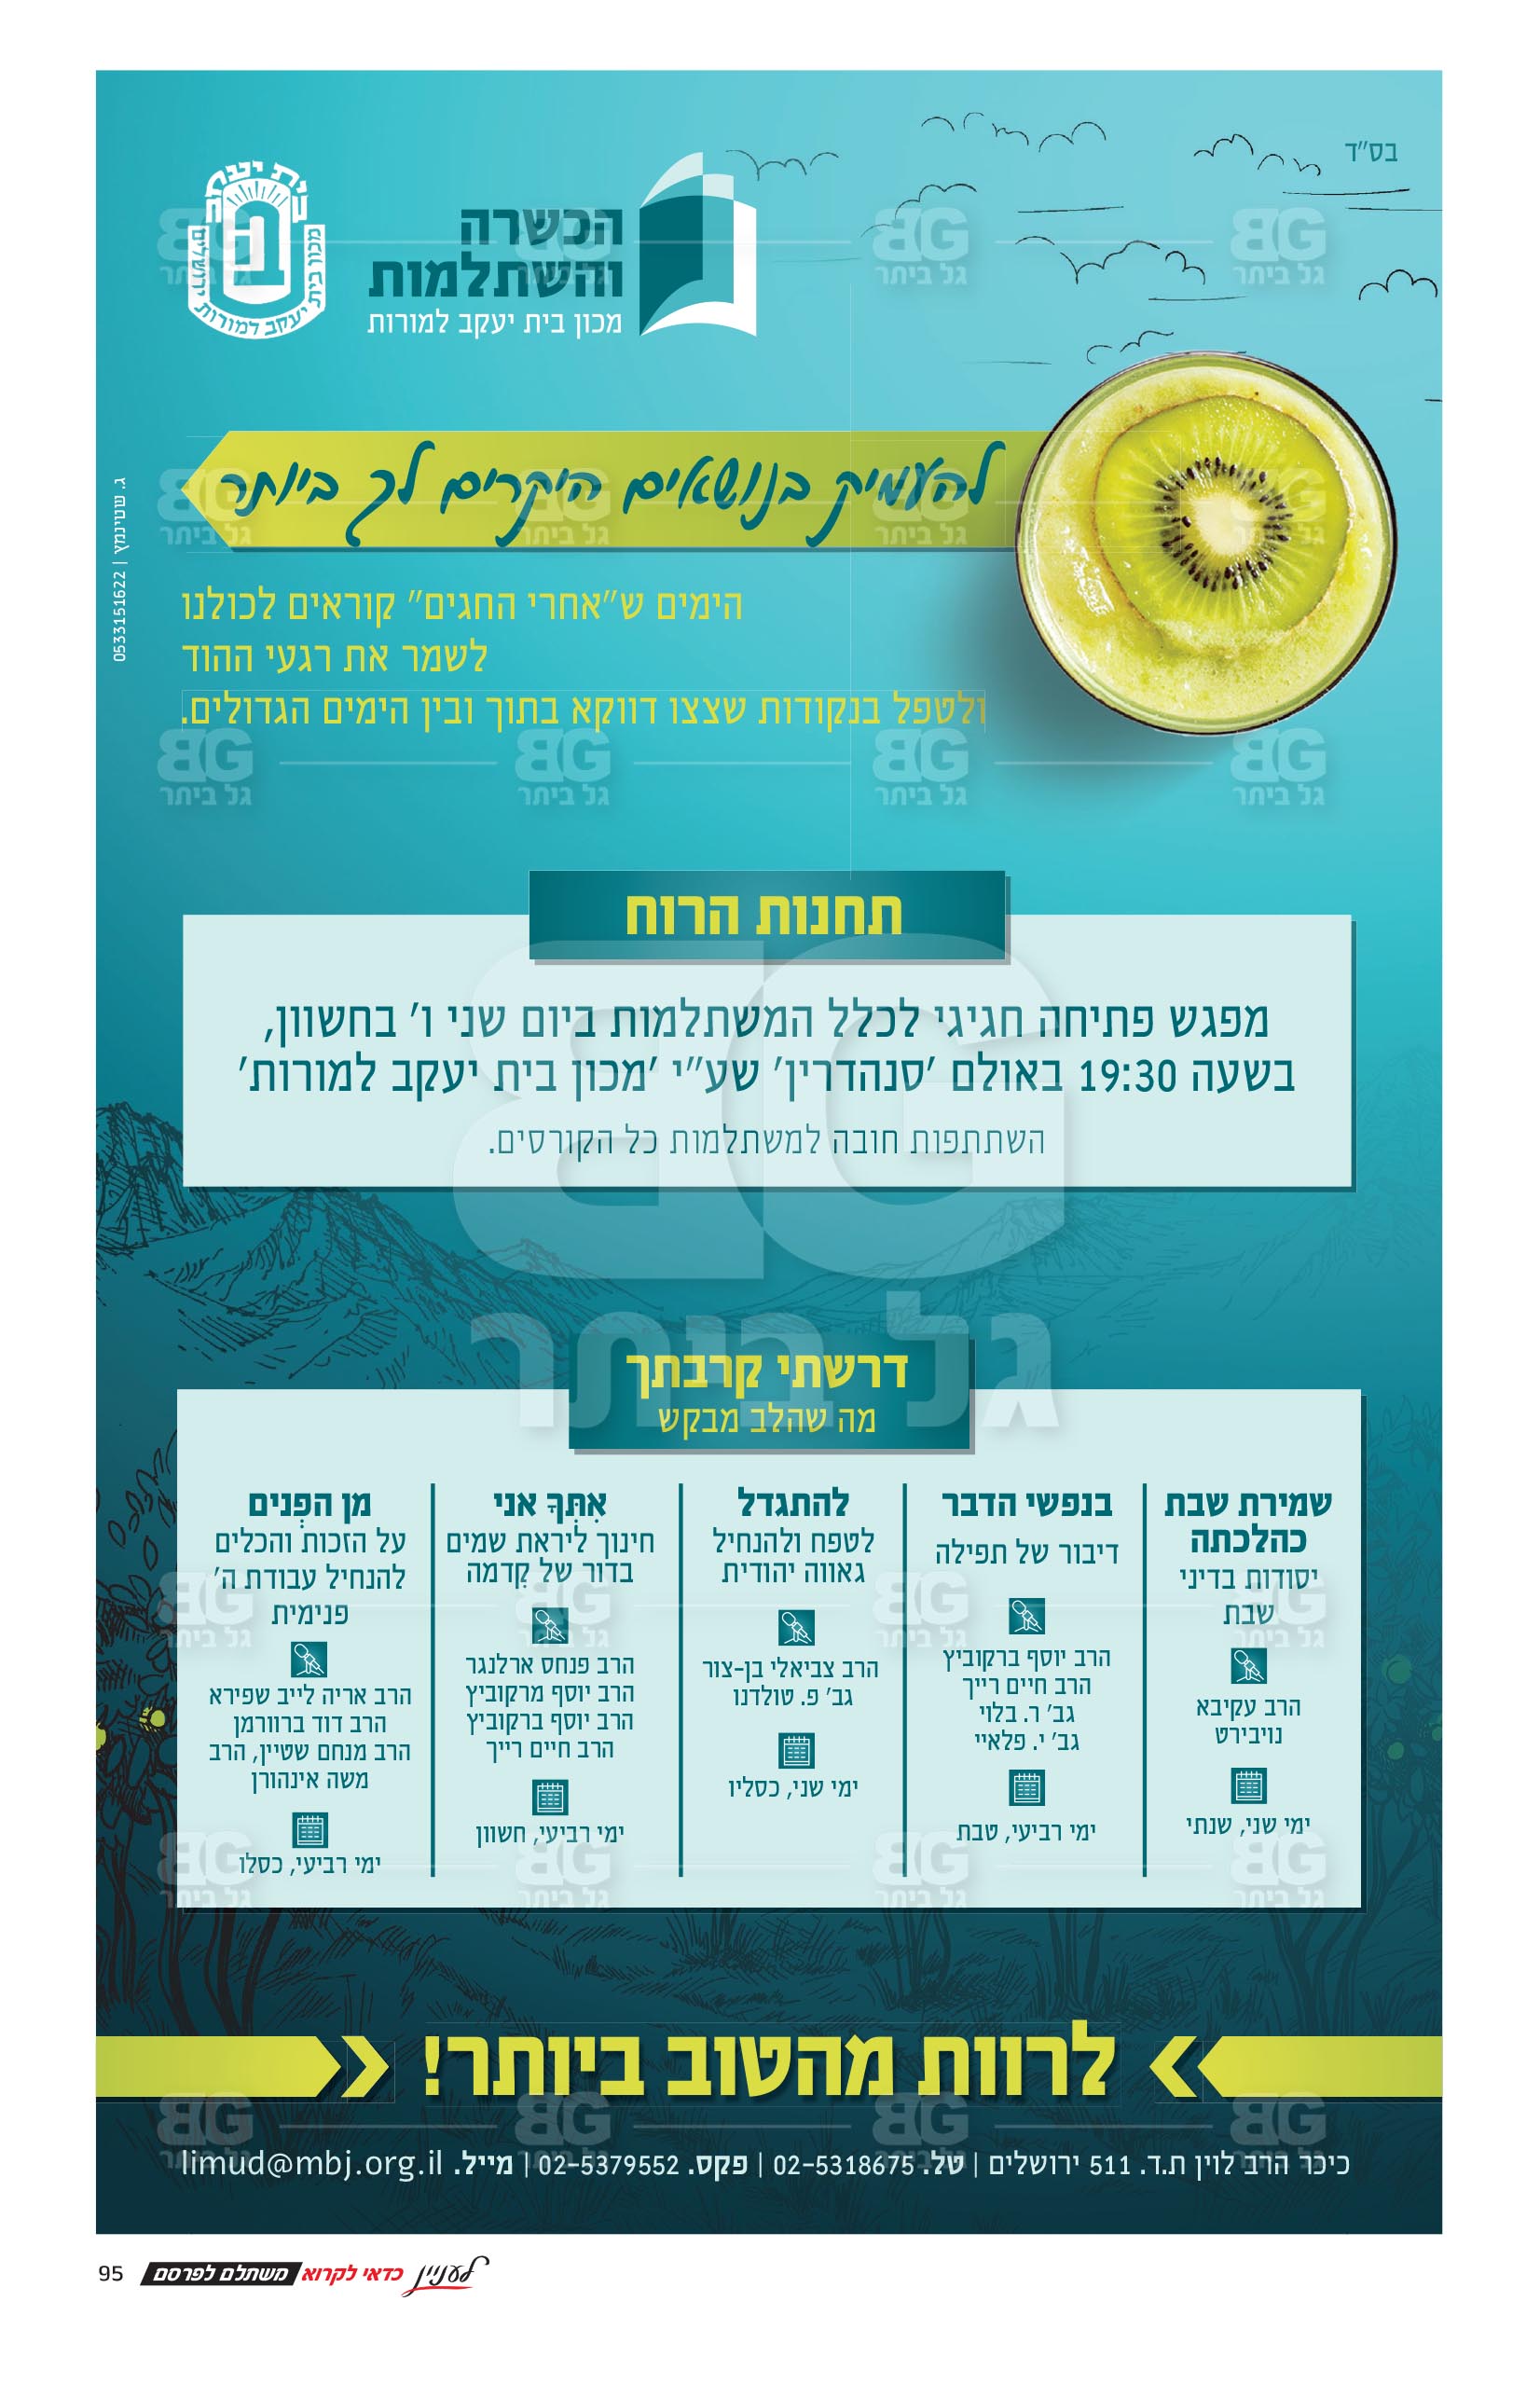 בס"ד
הכשרה
והשתלמות
מכון בית יעקב למורות
מכון בית יעקב למורות ירושלים
להעמיק בנושאים היקרים לך ביותר
הימים ש"אחרי החגים" קוראים לכולנו
לשמר את רגעי ההוד
ולטפל בנקודות שצצו דווקא בתוך ובין הימים הגדולים.
ג. שטינמץ | 0533151622
תחנות הרוח
מפגש פתיחה חגיגי לכלל המשתלמות ביום שני ו' בחשוון,
בשעה 19:30 באולם 'סנהדרין' שע"י 'מכון בית יעקב למורות'
השתתפות חובה למשתלמות כל הקורסים.
BG
גל ביתר
דרשתי קרבתך
מה שהלב מבקש
שמירת שבת
כהלכתה
יסודות בדיני
שבת
הרב עקיבא
נויבירט
ימי שני, שנתי
בנפשי הדבר
דיבור של תפילה
הרב יוסף ברקוביץ
הרב חיים רייך
גב' ר. בלוי
גב' י. פלאיי
ימי רביעי, טבת
להתגדל
לטפח ולהנחיל
גאווה יהודית
הרב צביאלי בן-צור
גב' פ. טולדנו
ימי שני, כסליו
אִתְּךָ אני
חינוך ליראת שמים
בדור של קִדמה
הרב פנחס ארלנגר
הרב יוסף מרקוביץ
הרב יוסף ברקוביץ
הרב חיים רייך
ימי רביעי, חשוון
מן הפְנים
על הזכות והכלים
להנחיל עבודת ה'
פנימית
הרב אריה לייב שפירא
הרב דוד ברוורמן
הרב מנחם שטיין, הרב
משה אינהורן
ימי רביעי, כסלו
לרוות מהטוב ביותר!
כיכר הרב לוין ת.ד. 511 ירושלים | טל. 02-5318675 | פקס. 02-5379552 | מייל. limud@mbj.org.il
לעניין כדאי לקרוא משתלם לפרסם 95